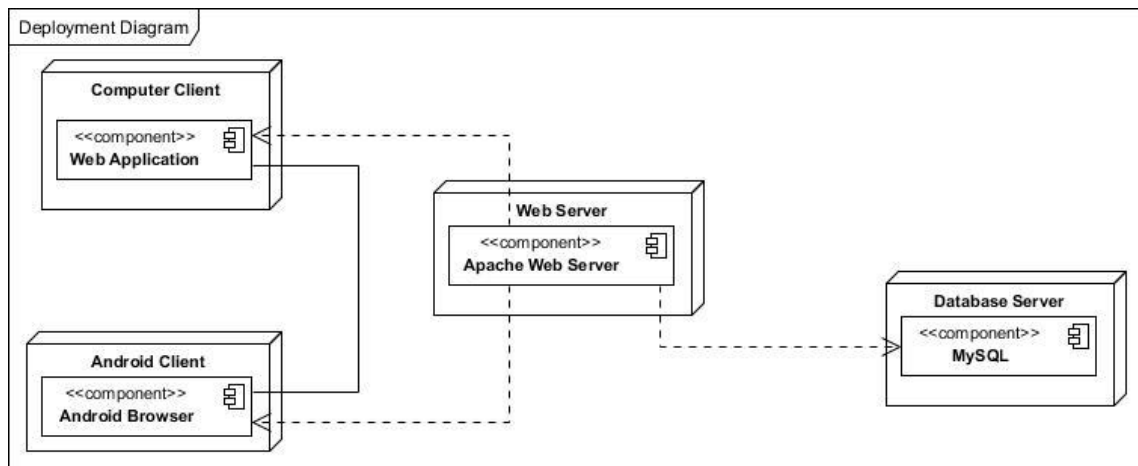 Deployment Diagram
Computer Client
<<component>>
Web Application
Web Server
<<component>>
Apache Web Server
Database Server
<<component>>
MySQL
Android Client
<<component>>
Android Browser